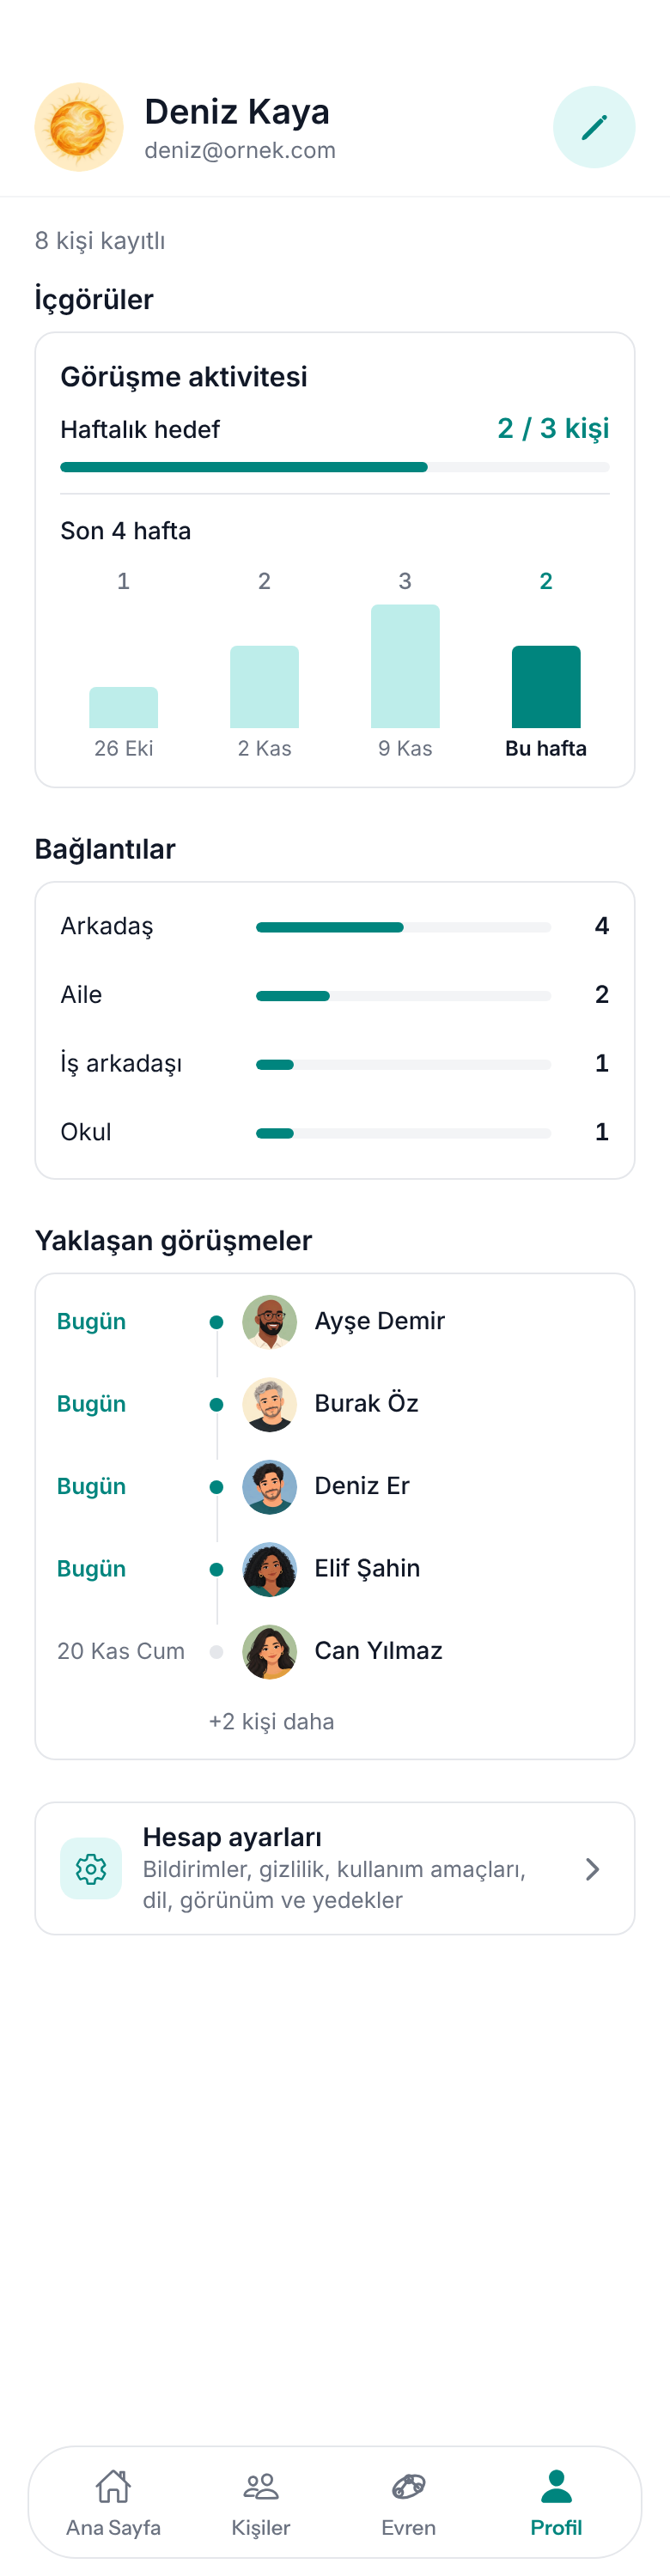 Deniz Kaya
deniz@ornek.com
8 kişi kayıtlı
İçgörüler
Görüşme aktivitesi
Haftalık hedef
2 / 3 kişi
Son 4 hafta
1
2
3
2
26 Eki
2 Kas
9 Kas
Bu hafta
Bağlantılar
Arkadaş
4
Aile
2
İş arkadaşı
1
Okul
1
Yaklaşan görüşmeler
Bugün
Ayşe Demir
Bugün
Burak Öz
Bugün
Deniz Er
Bugün
Elif Şahin
20 Kas Cum
Can Yılmaz
+2 kişi daha
Hesap ayarları
Bildirimler, gizlilik, kullanım amaçları,
dil, görünüm ve yedekler
Ana Sayfa
Kişiler
Evren
Profil